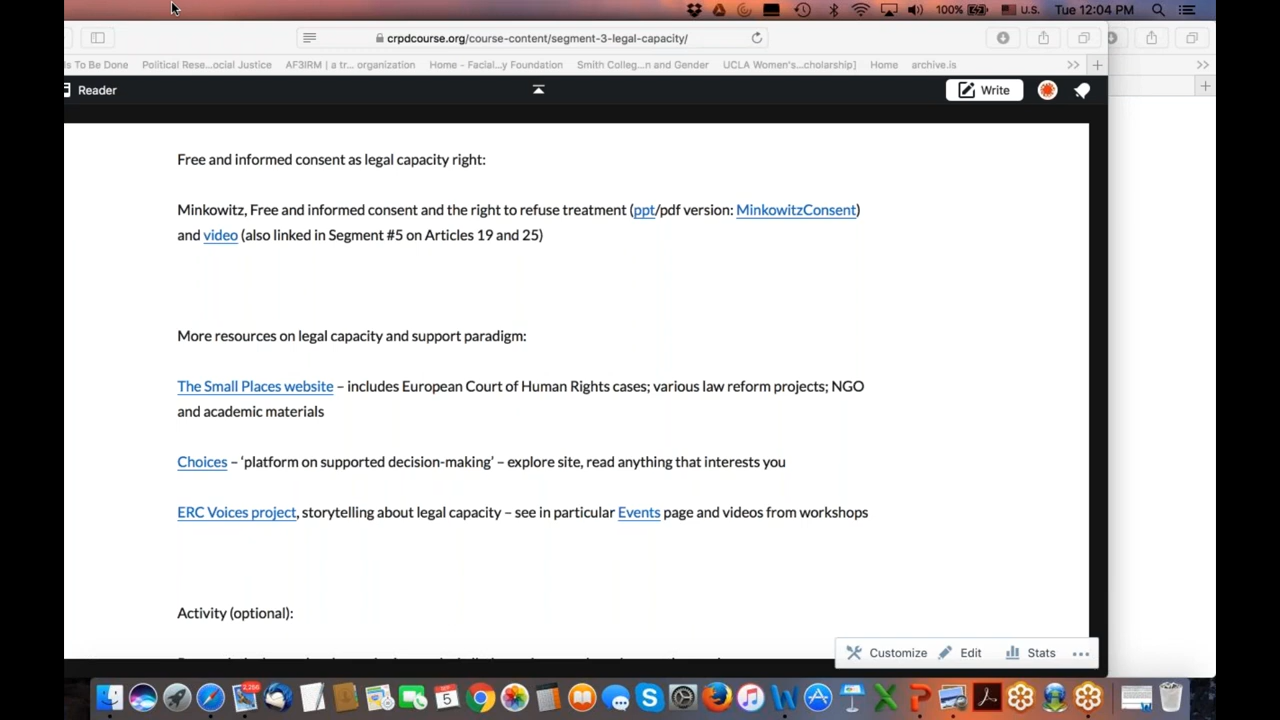 100%
U.S.
Tue 12:04 PM
crpdcourse.org/course-content/segment-3-legal-capacity/
s To Be Done
Political Rese...ocial Justice
AF3IRM | a tr... organization
Home - Facial...y Foundation
Smith Colleg...n and Gender
UCLA Women's...cholarship]
Home
archive.is
Reader
Write
Free and informed consent as legal capacity right:
Minkowitz, Free and informed consent and the right to refuse treatment (ppt/pdf version: MinkowitzConsent)
and video (also linked in Segment #5 on Articles 19 and 25)
More resources on legal capacity and support paradigm:
The Small Places website – includes European Court of Human Rights cases; various law reform projects; NGO
and academic materials
Choices – ‘platform on supported decision-making’ – explore site, read anything that interests you
ERC Voices project, storytelling about legal capacity – see in particular Events page and videos from workshops
Activity (optional):
Customize
Edit
Stats
5